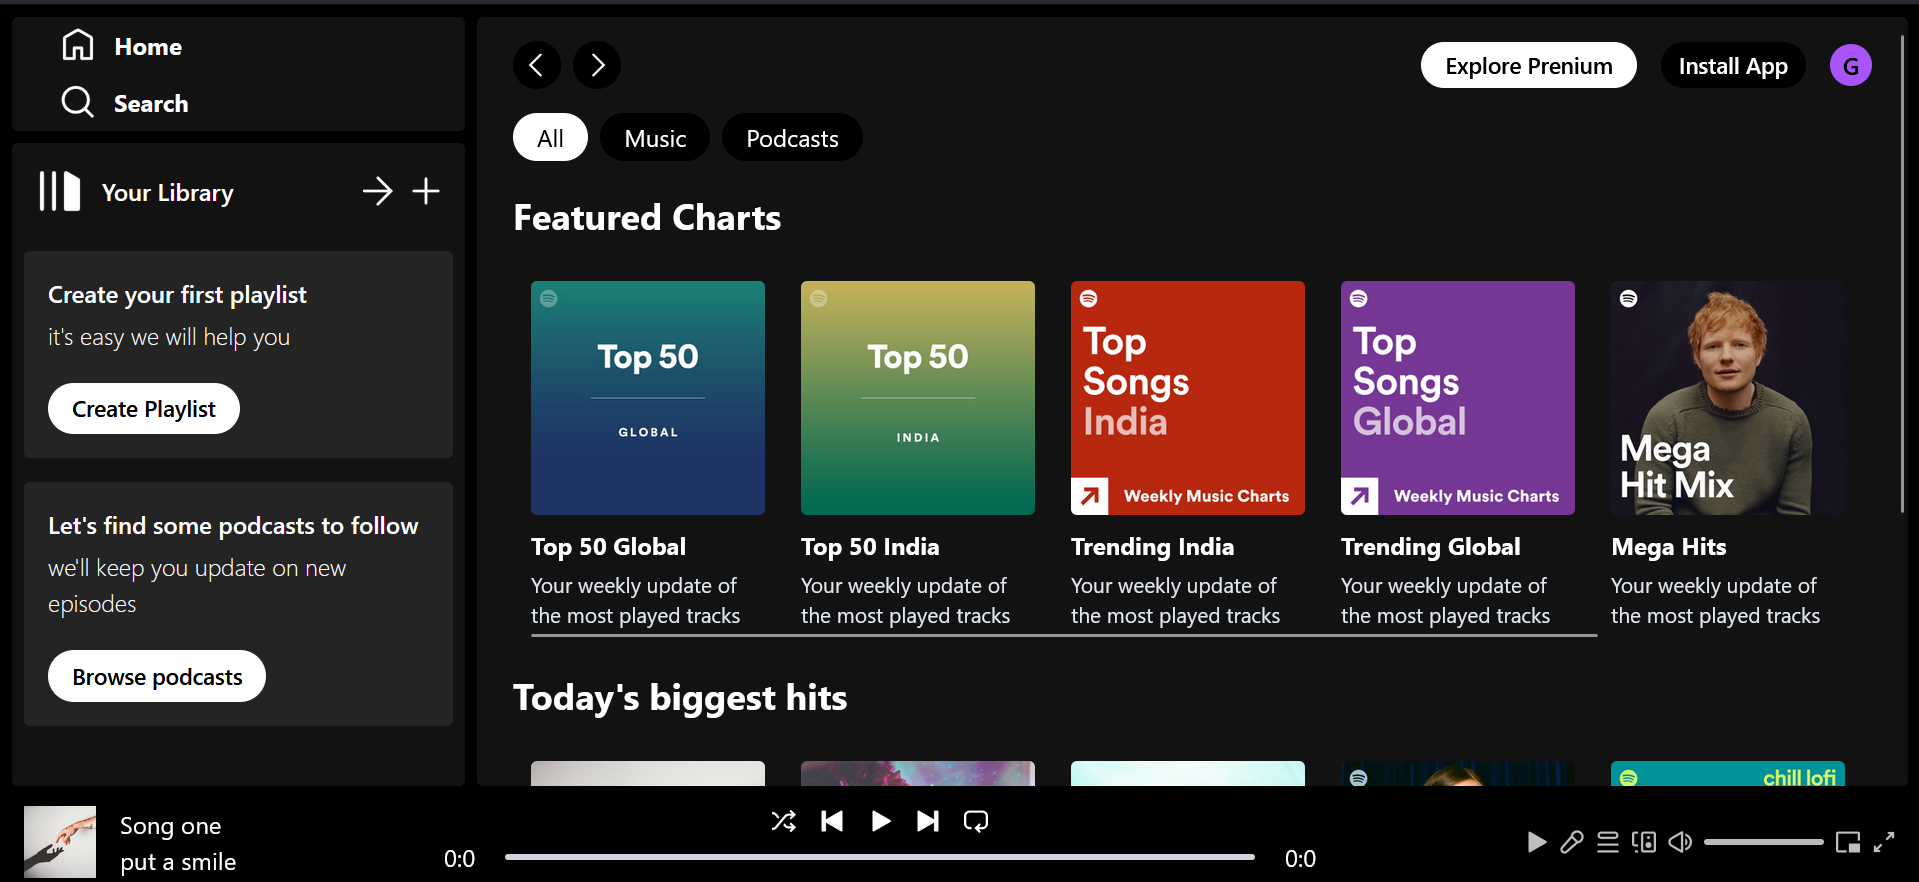 Home
Search
Your Library
Create your first playlist
it's easy we will help you
Create Playlist
Let's find some podcasts to follow
we'll keep you update on new
episodes
Browse podcasts
Explore Prenium
Install App
G
All
Music
Podcasts
Featured Charts
Top 50
GLOBAL
Top 50 Global
Your weekly update of
the most played tracks
Top 50
INDIA
Top 50 India
Your weekly update of
the most played tracks
Top
Songs
India
Weekly Music Charts
Trending India
Your weekly update of
the most played tracks
Top
Songs
Global
Weekly Music Charts
Trending Global
Your weekly update of
the most played tracks
Mega
Hit Mix
Mega Hits
Your weekly update of
the most played tracks
Today's biggest hits
chill lofi
Song one
put a smile
0:0
0:0